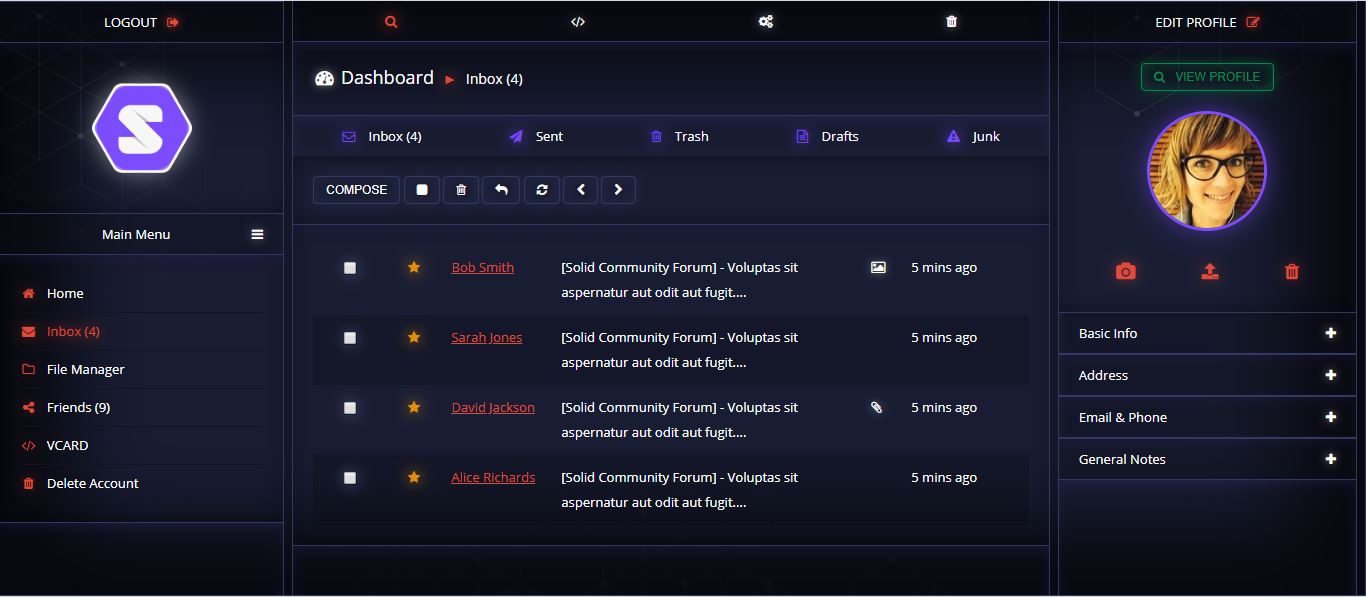 LOGOUT
Main Menu
Home
Inbox (4)
File Manager
Friends (9)
VCARD
Delete Account
Dashboard ▸ Inbox (4)
Inbox (4) Sent Trash Drafts Junk
COMPOSE
Bob Smith [Solid Community Forum] - Voluptas sit 5 mins ago
aspernatur aut odit aut fugit....
Sarah Jones [Solid Community Forum] - Voluptas sit 5 mins ago
aspernatur aut odit aut fugit....
David Jackson [Solid Community Forum] - Voluptas sit 5 mins ago
aspernatur aut odit aut fugit....
Alice Richards [Solid Community Forum] - Voluptas sit 5 mins ago
aspernatur aut odit aut fugit....
EDIT PROFILE
VIEW PROFILE
Basic Info
Address
Email & Phone
General Notes